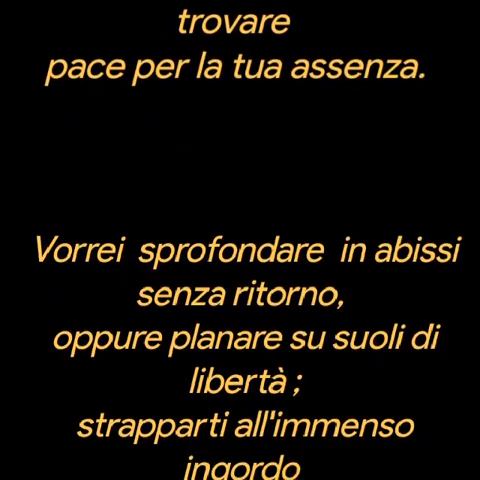 trovare
pace per la tua assenza.
Vorrei sprofondare in abissi
senza ritorno,
oppure planare su suoli di
libertà ;
strapparti all'immenso
ingordo